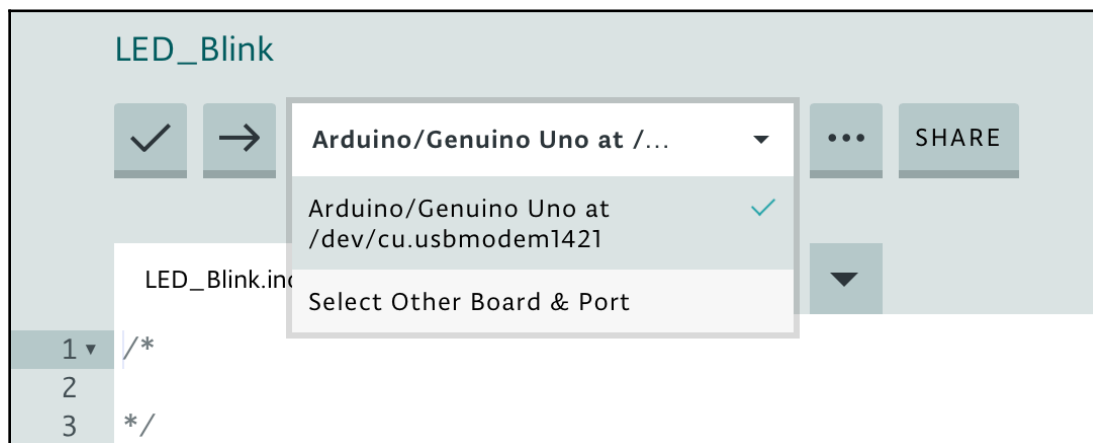 LED_Blink
Arduino/Genuino Uno at /...
SHARE
Arduino/Genuino Uno at
/dev/cu.usbmodem1421
LED_Blink.ino
Select Other Board & Port
1 /*
2
3 */